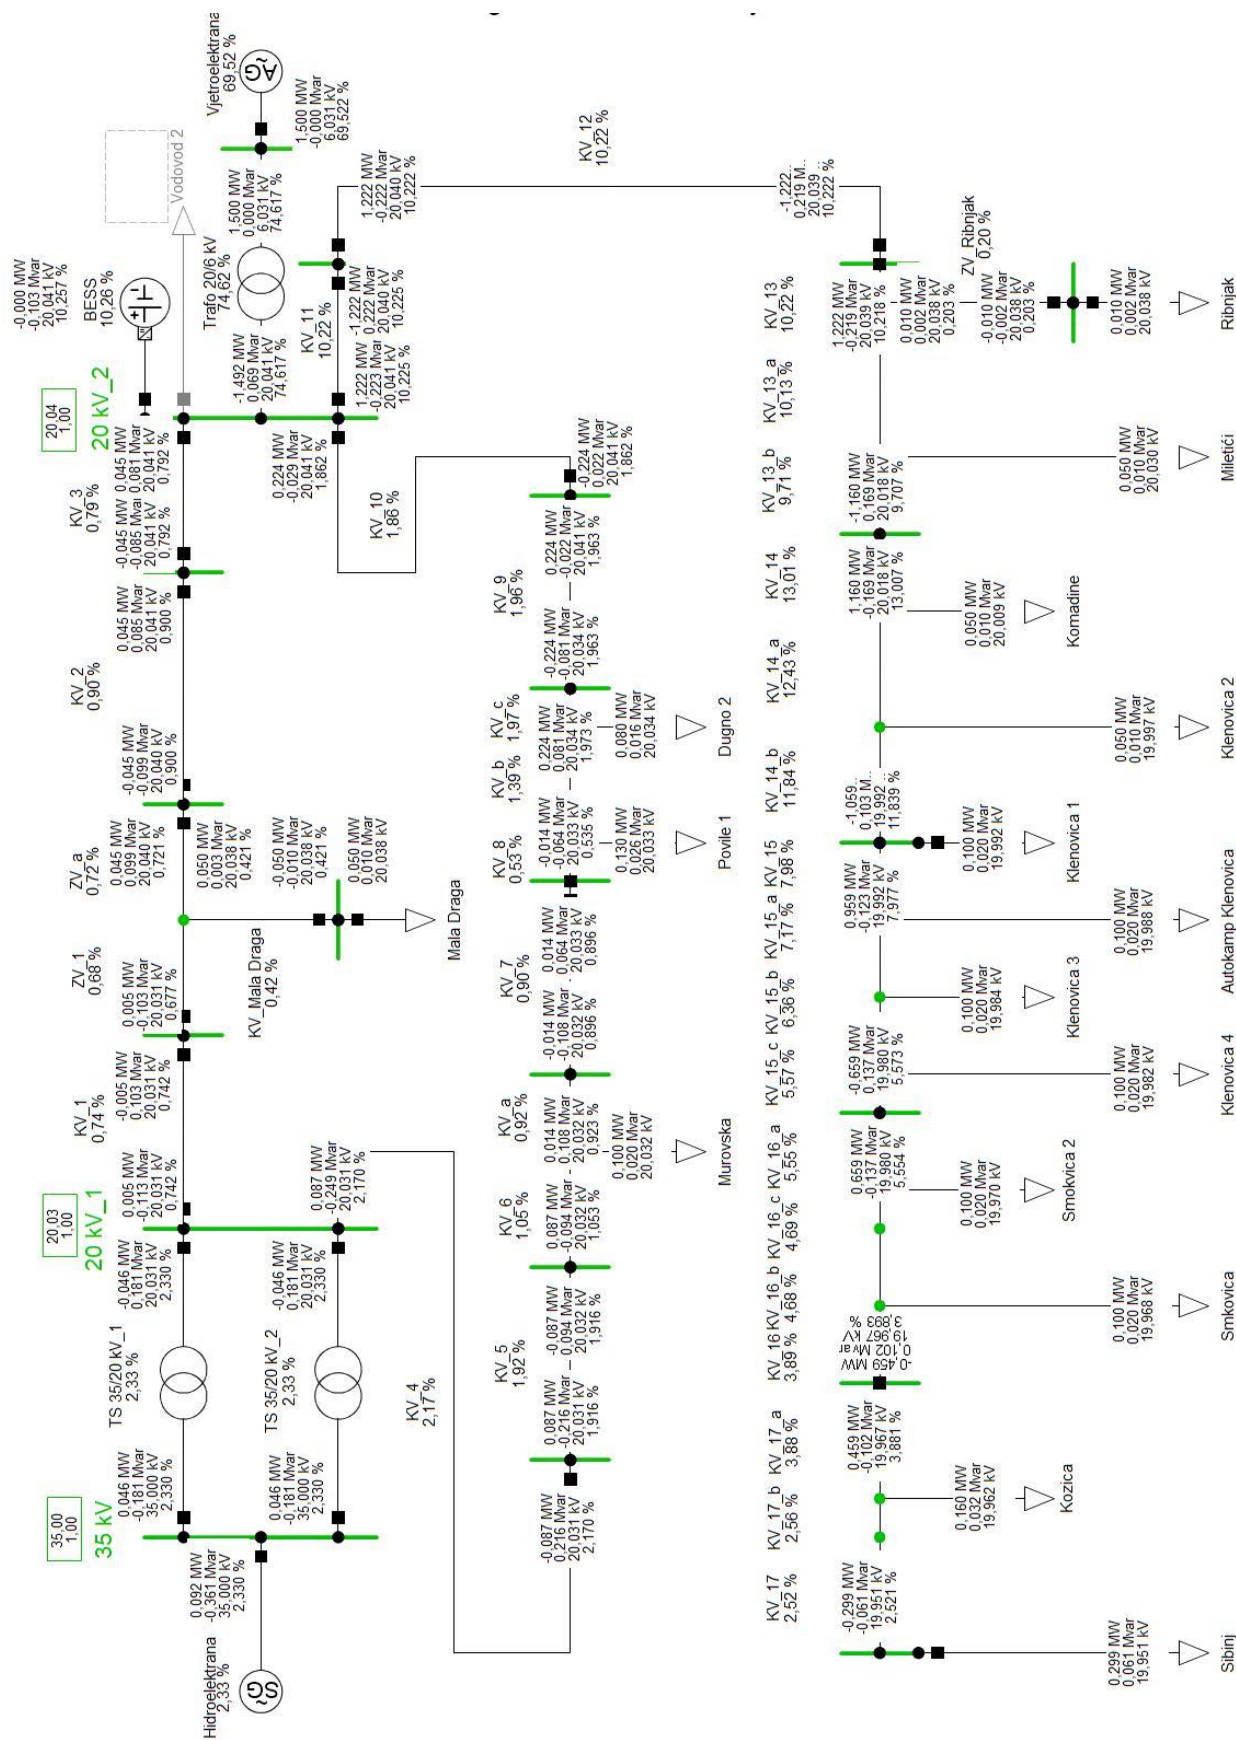 Hidroelektrana
2,33 %
0,092 MW
-0,361 Mvar
35,000 kV
2,330 %
35,00
1,00
35 kV
0,046 MW
-0,181 Mvar
35,000 kV
2,330 %
0,046 MW
-0,181 Mvar
35,000 kV
2,330 %
TS 35/20 kV_1
2,33 %
TS 35/20 kV_2
2,33 %
-0,046 MW
0,181 Mvar
20,031 kV
2,330 %
-0,046 MW
0,181 Mvar
20,031 kV
2,330 %
20,03
1,00
20 kV_1
0,005 MW
-0,113 Mvar
20,031 kV
0,742 %
0,087 MW
-0,249 Mvar
20,031 kV
2,170 %
KV_1
0,74 %
-0,005 MW
0,103 Mvar
20,031 kV
0,742 %
0,005 MW
-0,103 Mvar
20,031 kV
0,677 %
ZV_1
0,68 %
KV_Mala Draga
0,42 %
ZV_a
0,72 %
0,045 MW
0,099 Mvar
20,040 kV
0,721 %
0,050 MW
0,003 Mvar
20,038 kV
0,421 %
-0,050 MW
-0,010 Mvar
20,038 kV
0,421 %
0,050 MW
0,010 Mvar
20,038 kV
Mala Draga
-0,045 MW
-0,099 Mvar
20,040 kV
0,900 %
KV_2
0,90 %
0,045 MW
0,085 Mvar
20,041 kV
0,900 %
KV_3
0,79 %
-0,045 MW
-0,085 Mvar
20,041 kV
0,792 %
0,045 MW
0,081 Mvar
20,041 kV
0,792 %
20,04
1,00
20 kV_2
BESS
10,26 %
-0,000 MW
-0,103 Mvar
20,041 kV
10,257 %
Vodovod 2
Vjetroelektrana
69,52 %
1,500 MW
-0,000 Mvar
6,031 kV
69,522 %
1,500 MW
0,000 Mvar
6,031 kV
74,617 %
Trafo 20/6 kV
74,62 %
-1,492 MW
0,069 Mvar
20,041 kV
74,617 %
KV_11
10,22 %
1,222 MW
-0,223 Mvar
20,041 kV
10,225 %
-1,222 MW
0,222 Mvar
20,040 kV
10,225 %
1,222 MW
-0,222 Mvar
20,040 kV
10,222 %
KV_12
10,22 %
-1,222...
0,219 M...
20,039 ...
10,222 %
0,224 MW
-0,029 Mvar
20,041 kV
1,862 %
KV_10
1,86 %
-0,224 MW
0,022 Mvar
20,041 kV
1,862 %
0,224 MW
-0,022 Mvar
20,041 kV
1,963 %
KV_9
1,96 %
-0,224 MW
-0,081 Mvar
20,034 kV
1,963 %
KV_c
1,97 %
0,224 MW
0,081 Mvar
20,034 kV
1,973 %
0,080 MW
0,016 Mvar
20,034 kV
Dugno 2
KV_b
1,39 %
0,130 MW
0,026 Mvar
20,033 kV
Povile 1
KV_8
0,53 %
-0,014 MW
-0,064 Mvar
20,033 kV
0,535 %
0,014 MW
0,064 Mvar
20,033 kV
0,896 %
KV_7
0,90 %
-0,014 MW
-0,108 Mvar
20,032 kV
0,896 %
KV_a
0,92 %
0,014 MW
0,108 Mvar
20,032 kV
0,923 %
0,100 MW
0,020 Mvar
20,032 kV
Murovska
KV_6
1,05 %
0,087 MW
-0,094 Mvar
20,032 kV
1,053 %
-0,087 MW
0,094 Mvar
20,032 kV
1,916 %
KV_5
1,92 %
0,087 MW
-0,216 Mvar
20,031 kV
1,916 %
KV_4
2,17 %
-0,087 MW
0,216 Mvar
20,031 kV
2,170 %
KV_13
10,22 %
1,222 MW
-0,219 Mvar
20,039 kV
10,218 %
0,010 MW
0,002 Mvar
20,038 kV
0,203 %
ZV_Ribnjak
0,20 %
-0,010 MW
-0,002 Mvar
20,038 kV
0,203 %
0,010 MW
0,002 Mvar
20,038 kV
Ribnjak
KV_13_a
10,13 %
0,050 MW
0,010 Mvar
20,030 kV
Miletići
KV_13_b
9,71 %
-1,160 MW
0,169 Mvar
20,018 kV
9,707 %
KV_14
13,01 %
1,160 MW
-0,169 Mvar
20,018 kV
13,007 %
0,050 MW
0,010 Mvar
20,009 kV
Komadine
KV_14_a
12,43 %
0,050 MW
0,010 Mvar
19,997 kV
Klenovica 2
KV_14_b
11,84 %
-1,059...
0,103 M...
19,992 ...
11,839 %
0,100 MW
0,020 Mvar
19,992 kV
Klenovica 1
KV_15
7,98 %
0,959 MW
-0,123 Mvar
19,992 kV
7,977 %
KV_15_a
7,17 %
0,100 MW
0,020 Mvar
19,988 kV
Autokamp Klenovica
KV_15_b
6,36 %
0,100 MW
0,020 Mvar
19,984 kV
Klenovica 3
KV_15_c
5,57 %
-0,659 MW
0,137 Mvar
19,980 kV
5,573 %
0,100 MW
0,020 Mvar
19,982 kV
Klenovica 4
KV_16_a
5,55 %
0,659 MW
-0,137 Mvar
19,980 kV
5,554 %
0,100 MW
0,020 Mvar
19,970 kV
Smokvica 2
KV_16_c
4,69 %
KV_16_b
4,68 %
0,100 MW
0,020 Mvar
19,968 kV
Smkovica
KV_16
3,89 %
-0,459 MW
0,102 Mvar
19,967 kV
3,893 %
KV_17_a
3,88 %
0,459 MW
-0,102 Mvar
19,967 kV
3,881 %
KV_17_b
2,56 %
0,160 MW
0,032 Mvar
19,962 kV
Kozica
KV_17
2,52 %
-0,299 MW
-0,061 Mvar
19,951 kV
2,521 %
0,299 MW
0,061 Mvar
19,951 kV
Sibinj